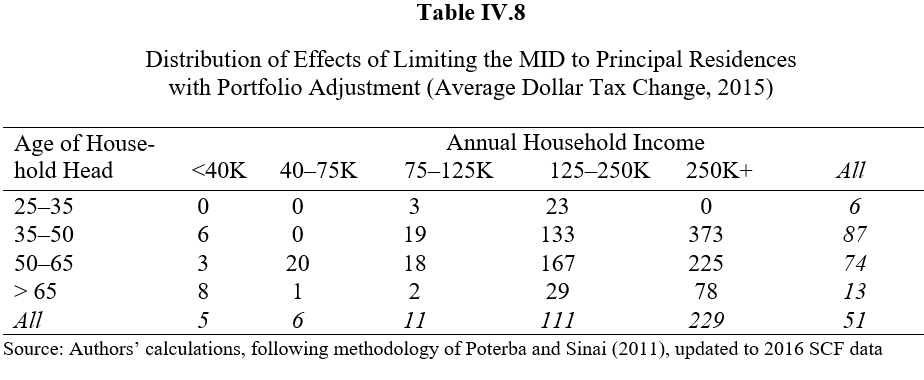 Table IV.8
Distribution of Effects of Limiting the MID to Principal Residences
with Portfolio Adjustment (Average Dollar Tax Change, 2015)
Age of House- Annual Household Income
hold Head <40K 40–75K 75–125K 125–250K 250K+ All
25–35 0 0 3 23 0 6
35–50 6 0 19 133 373 87
50–65 3 20 18 167 225 74
> 65 8 1 2 29 78 13
All 5 6 11 111 229 51
Source: Authors’ calculations, following methodology of Poterba and Sinai (2011), updated to 2016 SCF data